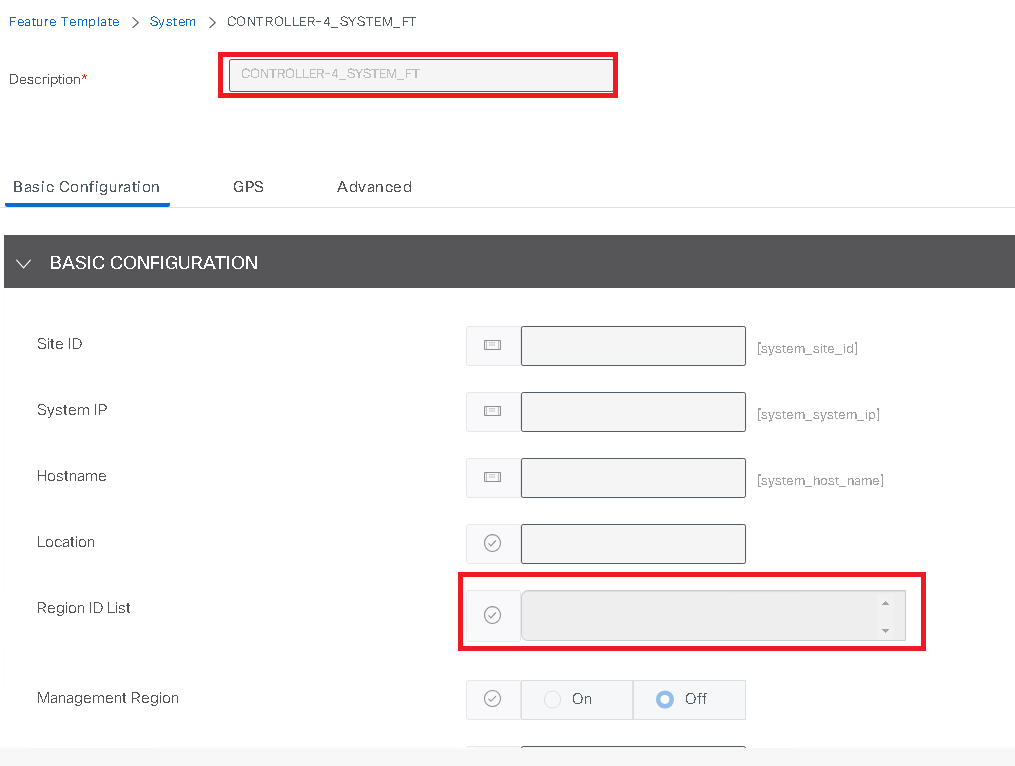 Feature Template > System > CONTROLLER-4_SYSTEM_FT
Description* CONTROLLER-4_SYSTEM_FT
Basic Configuration GPS Advanced
BASIC CONFIGURATION
Site ID [system_site_id]
System IP [system_system_ip]
Hostname [system_host_name]
Location
Region ID List
Management Region On Off